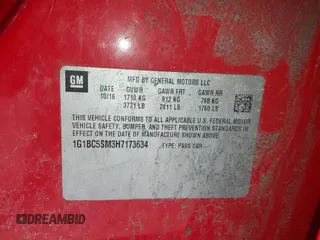 GM
MFD BY GENERAL MOTORS LLC
DATE GVWR GAWR FRT GAWR RR
10/16 1710 KG 912 KG 798 KG
3721 LB 2011 LB 1760 LB
THIS VEHICLE CONFORMS TO ALL APPLICABLE U.S. FEDERAL MOTOR
VEHICLE SAFETY, BUMPER, AND THEFT PREVENTION STANDARDS IN
EFFECT ON THE DATE OF MANUFACTURE SHOWN ABOVE.
1G1BC5SM3H7173634 TYPE: PASS CAR
DREAMBID